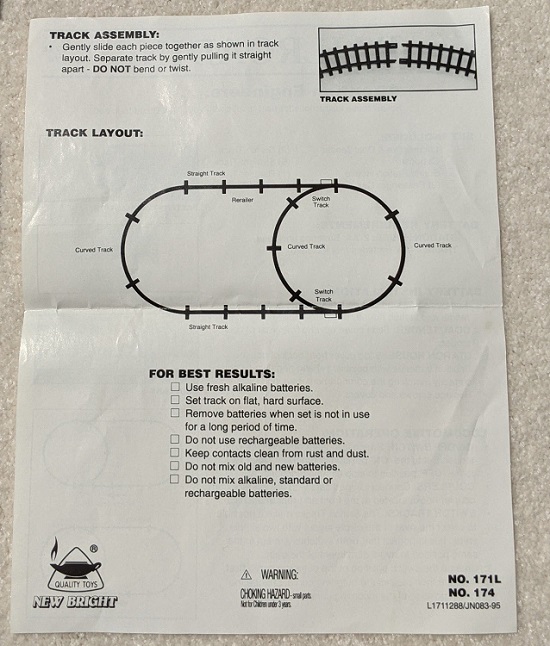 TRACK ASSEMBLY:
• Gently slide each piece together as shown in track
layout. Separate track by gently pulling it straight
apart - DO NOT bend or twist.
TRACK ASSEMBLY
TRACK LAYOUT:
Straight Track
Rerailer
Switch
Track
Curved Track
Curved Track
Curved Track
Switch
Track
Straight Track
FOR BEST RESULTS:
Use fresh alkaline batteries.
Set track on flat, hard surface.
Remove batteries when set is not in use
for a long period of time.
Do not use rechargeable batteries.
Keep contacts clean from rust and dust.
Do not mix old and new batteries.
Do not mix alkaline, standard or
rechargeable batteries.
®
QUALITY TOYS
NEW BRIGHT
WARNING:
CHOKING HAZARD - small parts.
Not for Children under 3 years.
NO. 171L
NO. 174
L1711288/JN083-95